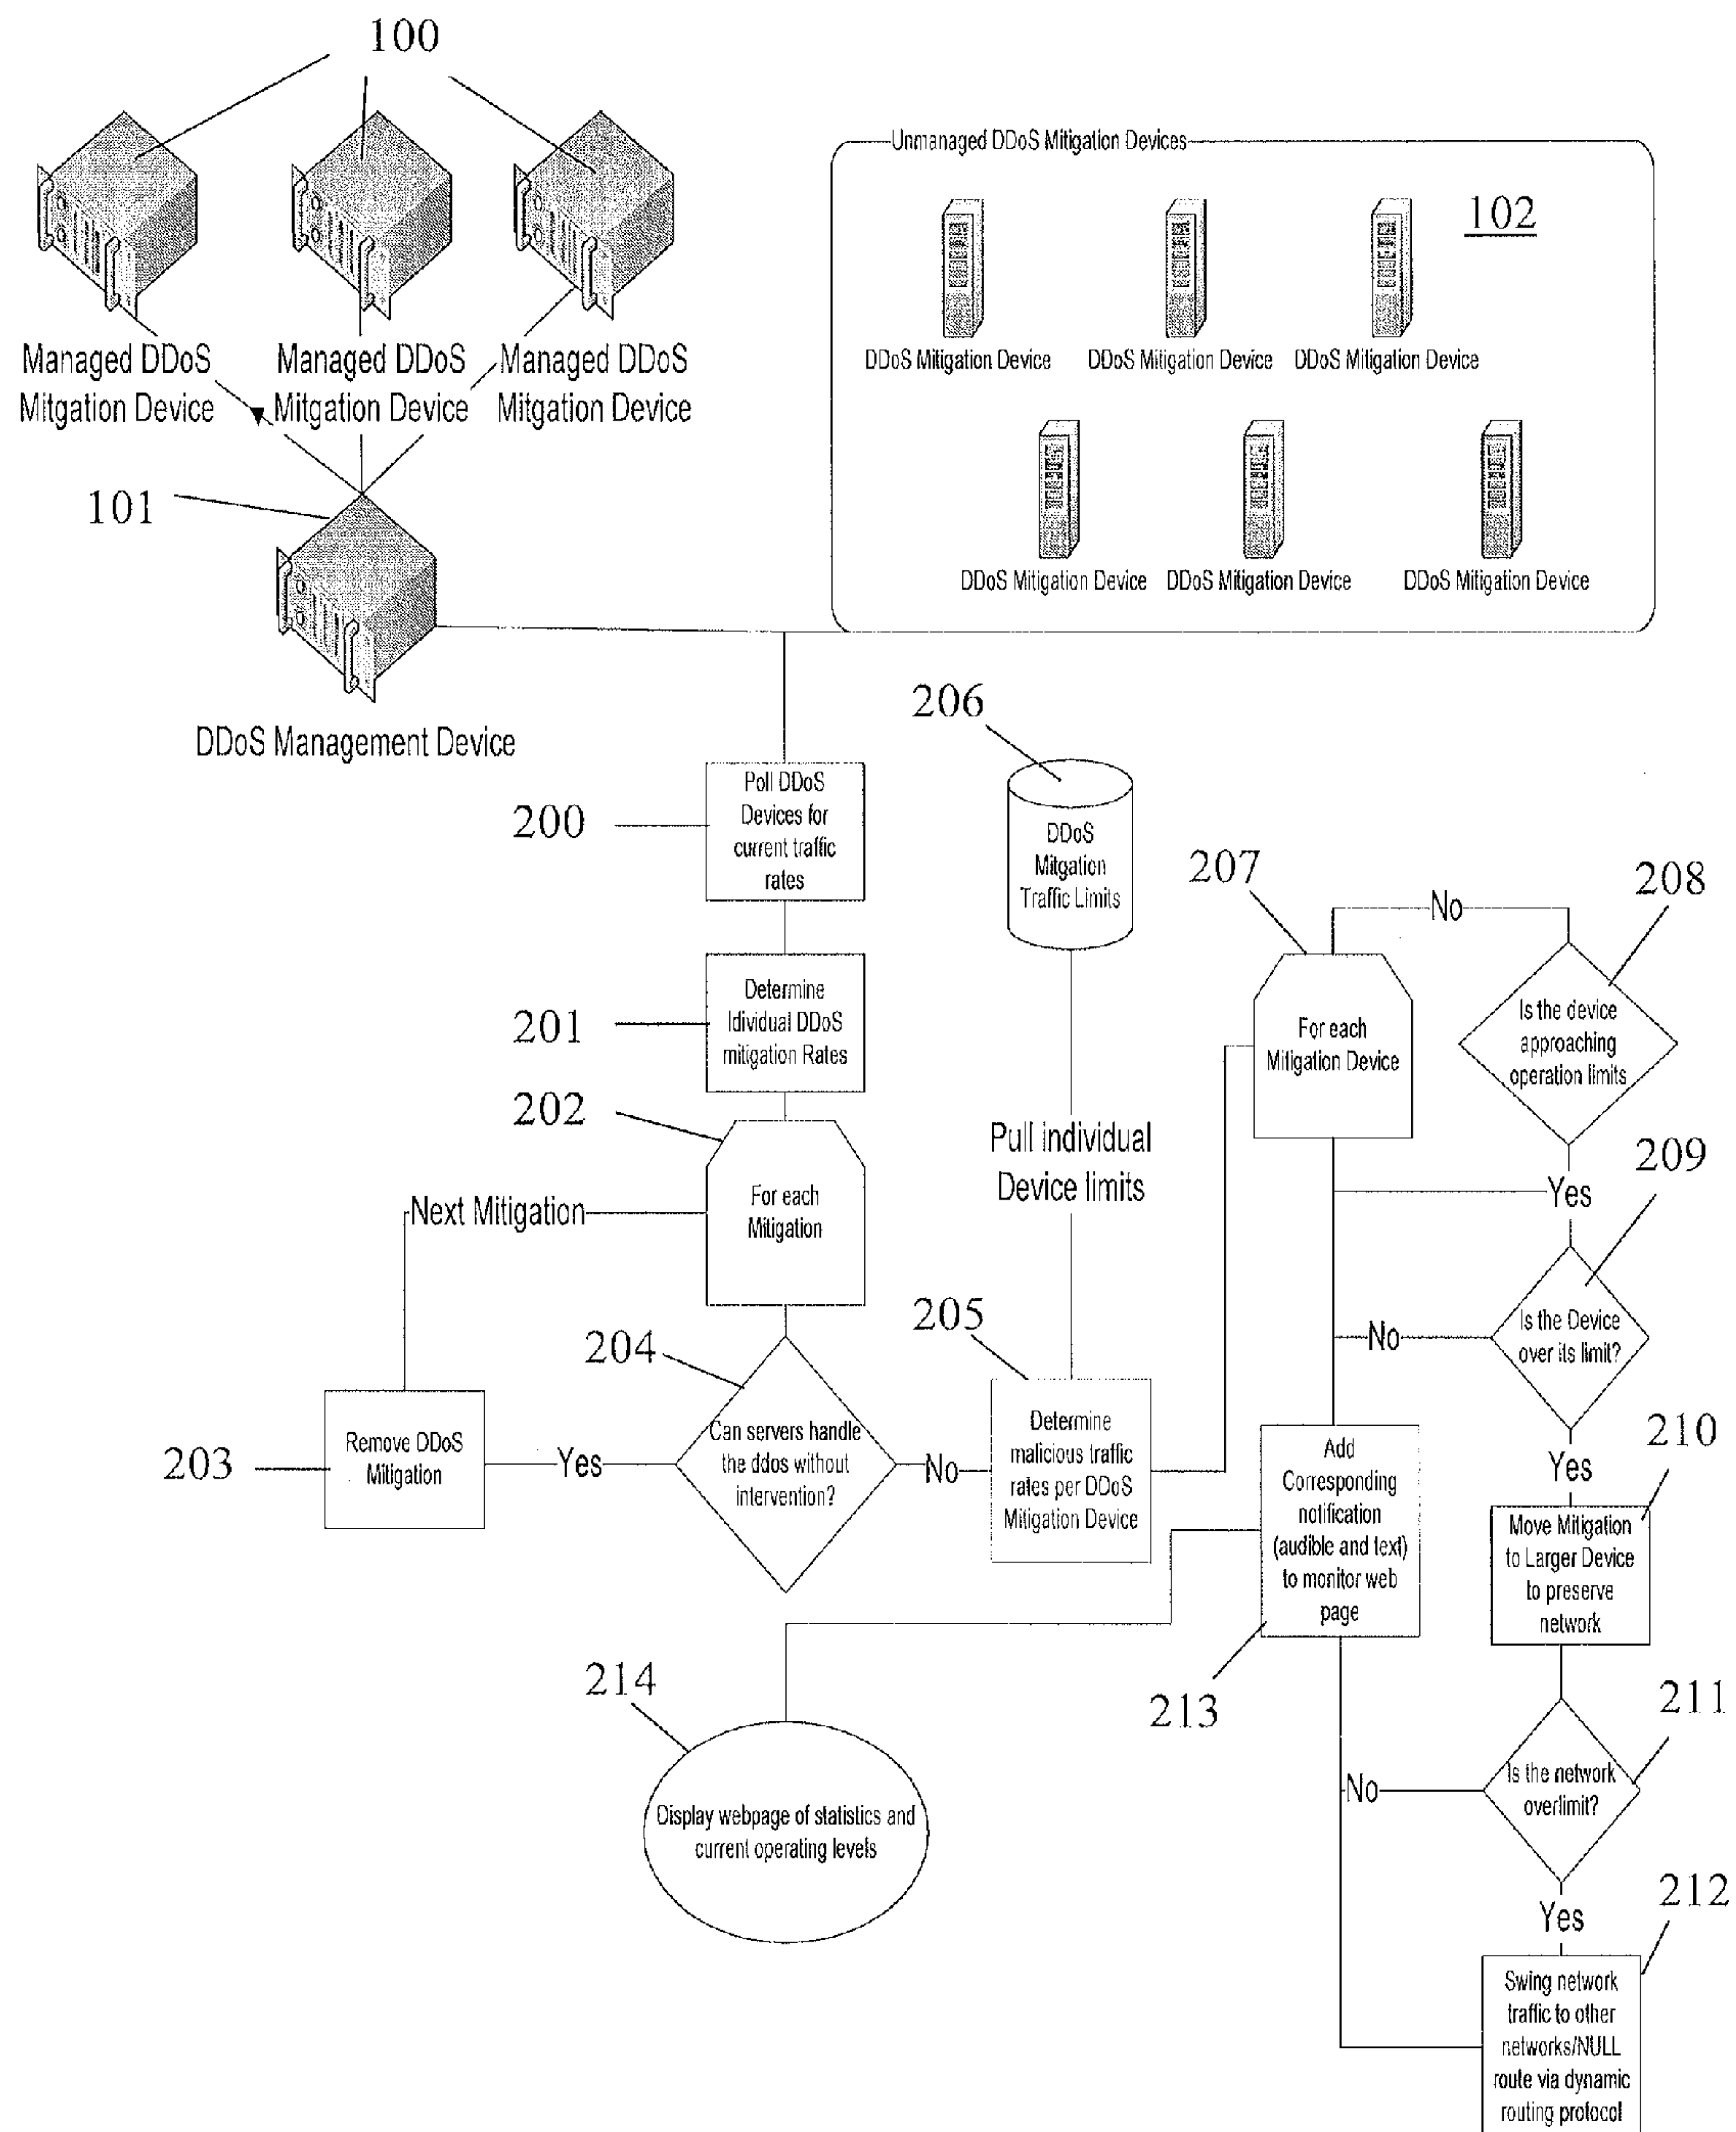 100
Unmanaged DDoS Mitigation Devices
102
Managed DDoS
Mitgation Device
Managed DDoS
Mitgation Device
Managed DDoS
Mitgation Device
DDoS Mitigation Device
DDoS Mitigation Device
DDoS Mitigation Device
DDoS Mitigation Device
DDoS Mitigation Device
DDoS Mitigation Device
101
DDoS Management Device
200
Poll DDoS
Devices for
current traffic
rates
201
Determine
Idividual DDoS
mitigation Rates
202
For each
Mitigation
Next Mitigation
204
Can servers handle
the ddos without
intervention?
Yes
203
Remove DDoS
Mitigation
No
205
Determine
malicious traffic
rates per DDoS
Mitigation Device
206
DDoS
Mitgation
Traffic Limits
Pull individual
Device limits
207
For each
Mitigation Device
No
208
Is the device
approaching
operation limits
Yes
209
Is the Device
over its limit?
No
Yes
210
Move Mitigation
to Larger Device
to preserve
network
211
Is the network
overlimit?
No
Yes
212
Swing network
traffic to other
networks/NULL
route via dynamic
routing protocol
213
Add
Corresponding
notification
(audible and text)
to monitor web
page
214
Display webpage of statistics and
current operating levels